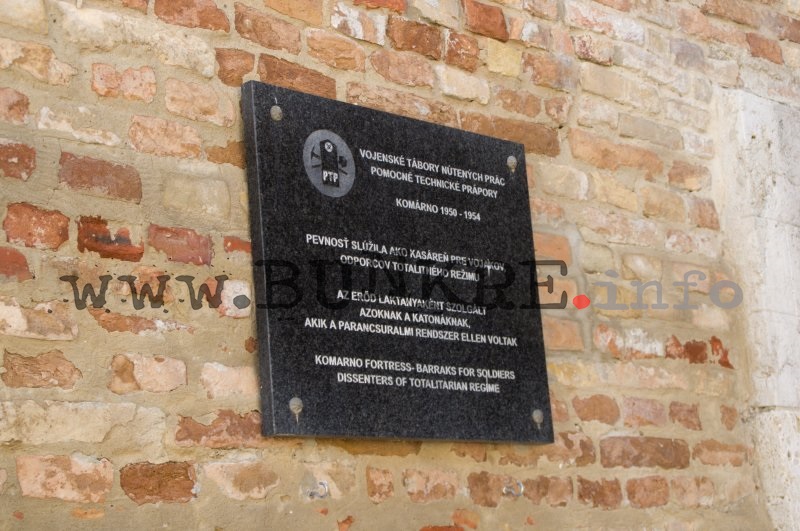 VOJENSKÉ TÁBORY NÚTENÝCH PRÁC
POMOCNÉ TECHNICKÉ PRÁPORY
PTP
KOMÁRNO 1950 - 1954
PEVNOSŤ SLÚŽILA AKO KASÁREŇ PRE VOJAKOV
ODPORCOV TOTALITNÉHO REŽIMU
www.BUNKRE.info
AZ ERŐD LAKTANYAKÉNT SZOLGÁLT
AZOKNAK A KATONÁKNAK,
AKIK A PARANCSURALMI RENDSZER ELLEN VOLTAK
KOMARNO FORTRESS- BARRAKS FOR SOLDIERS
DISSENTERS OF TOTALITARIAN REGIME